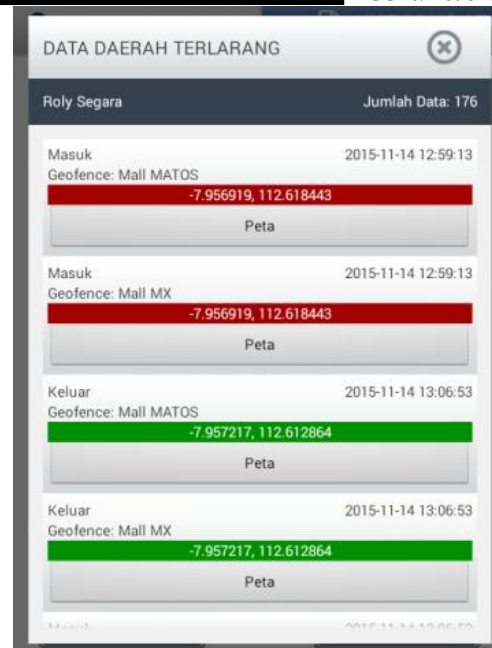 DATA DAERAH TERLARANG
Roly Segara Jumlah Data: 176
Masuk 2015-11-14 12:59:13
Geofence: Mall MATOS
-7.956919, 112.618443
Peta
Masuk 2015-11-14 12:59:13
Geofence: Mall MX
-7.956919, 112.618443
Peta
Keluar 2015-11-14 13:06:53
Geofence: Mall MATOS
-7.957217, 112.612864
Peta
Keluar 2015-11-14 13:06:53
Geofence: Mall MX
-7.957217, 112.612864
Peta